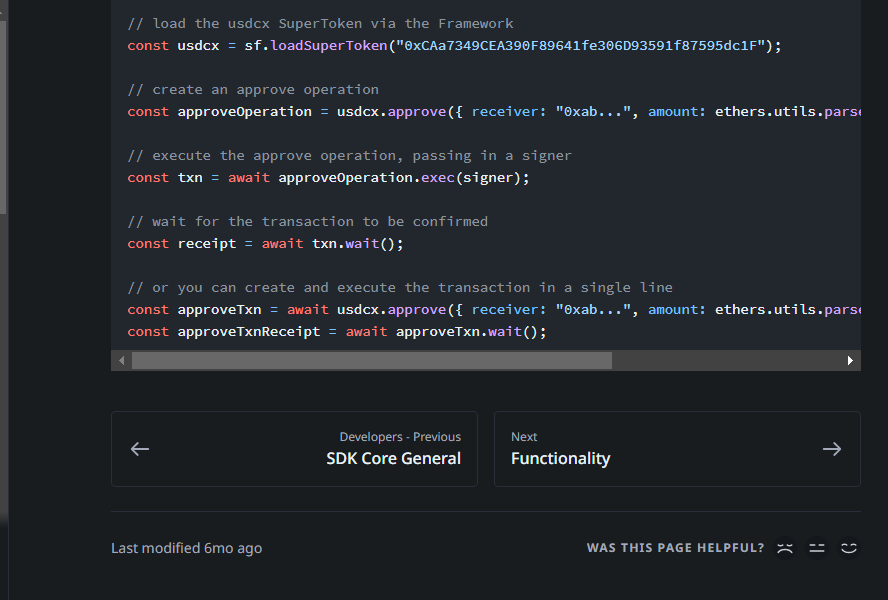 // load the usdcx SuperToken via the Framework
const usdcx = sf.loadSuperToken("0xCAa7349CEA390F89641fe306D93591f87595dc1F");
// create an approve operation
const approveOperation = usdcx.approve({ receiver: "0xab...", amount: ethers.utils.parse
// execute the approve operation, passing in a signer
const txn = await approveOperation.exec(signer);
// wait for the transaction to be confirmed
const receipt = await txn.wait();
// or you can create and execute the transaction in a single line
const approveTxn = await usdcx.approve({ receiver: "0xab...", amount: ethers.utils.parse
const approveTxnReceipt = await approveTxn.wait();
Developers - Previous
SDK Core General
Next
Functionality
Last modified 6mo ago
WAS THIS PAGE HELPFUL?